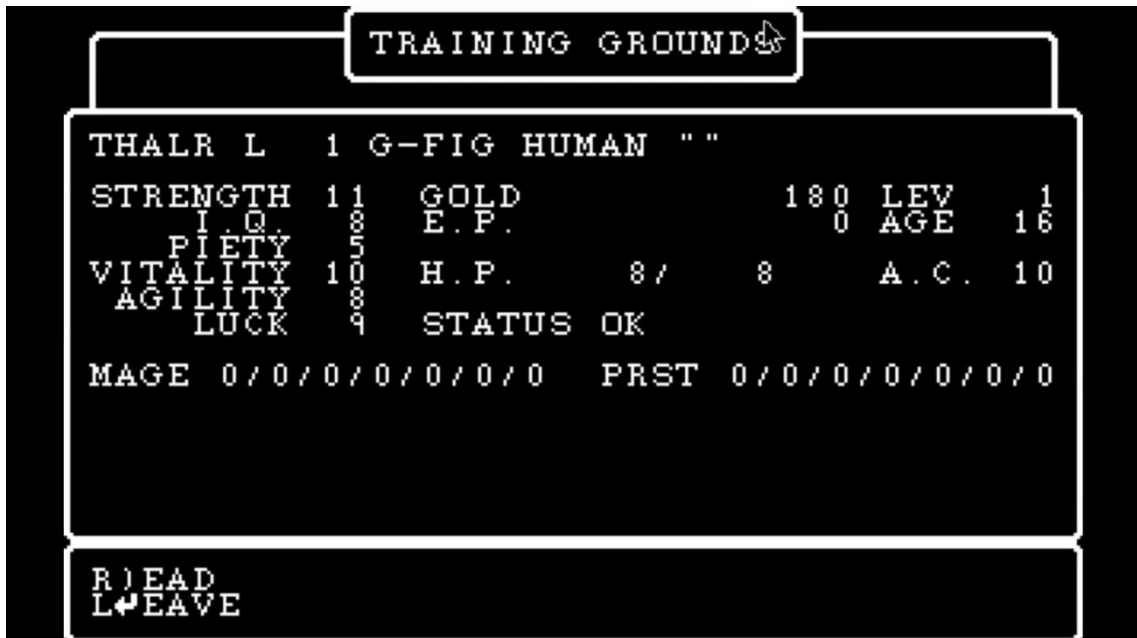 TRAINING GROUNDS
THALR L 1 G-FIG HUMAN ""
STRENGTH 11 GOLD 180 LEV 1
I.Q. 8 E.P. 0 AGE 16
PIETY 5
VITALITY 10 H.P. 8/ 8 A.C. 10
AGILITY 8
LUCK 9 STATUS OK
MAGE 0/0/0/0/0/0/0 PRST 0/0/0/0/0/0/0
R)EAD
L↵EAVE